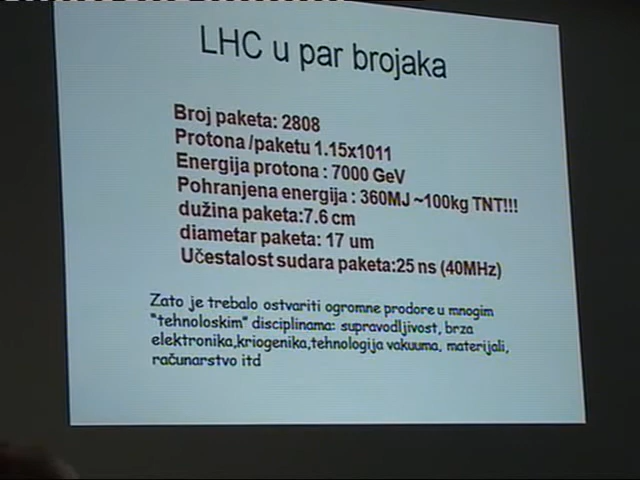 LHC u par brojaka
Broj paketa: 2808
Protona /paketu 1.15x1011
Energija protona : 7000 GeV
Pohranjena energija : 360MJ ~100kg TNT!!!
dužina paketa:7.6 cm
diametar paketa: 17 um
Učestalost sudara paketa:25 ns (40MHz)
Zato je trebalo ostvariti ogromne prodore u mnogim
"tehnoloskim" disciplinama: supravodljivost, brza
elektronika,kriogenika,tehnologija vakuuma, materijali,
računarstvo itd